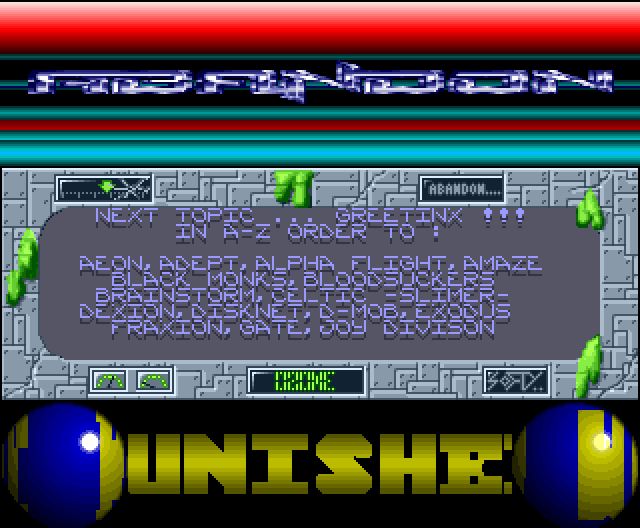 ABANDON
ABANDON....
NEXT TOPIC ... GREETINX !!!
IN A-Z ORDER TO :
AEON, ADEPT, ALPHA FLIGHT, AMAZE
BLACK MONKS, BLOODSUCKERS
BRAINSTORM, CELTIC, -SLIMER-
DEXION, DISKNET, D-MOB, EXODUS
FRAXION, GATE, JOY DIVISON
UNISHE